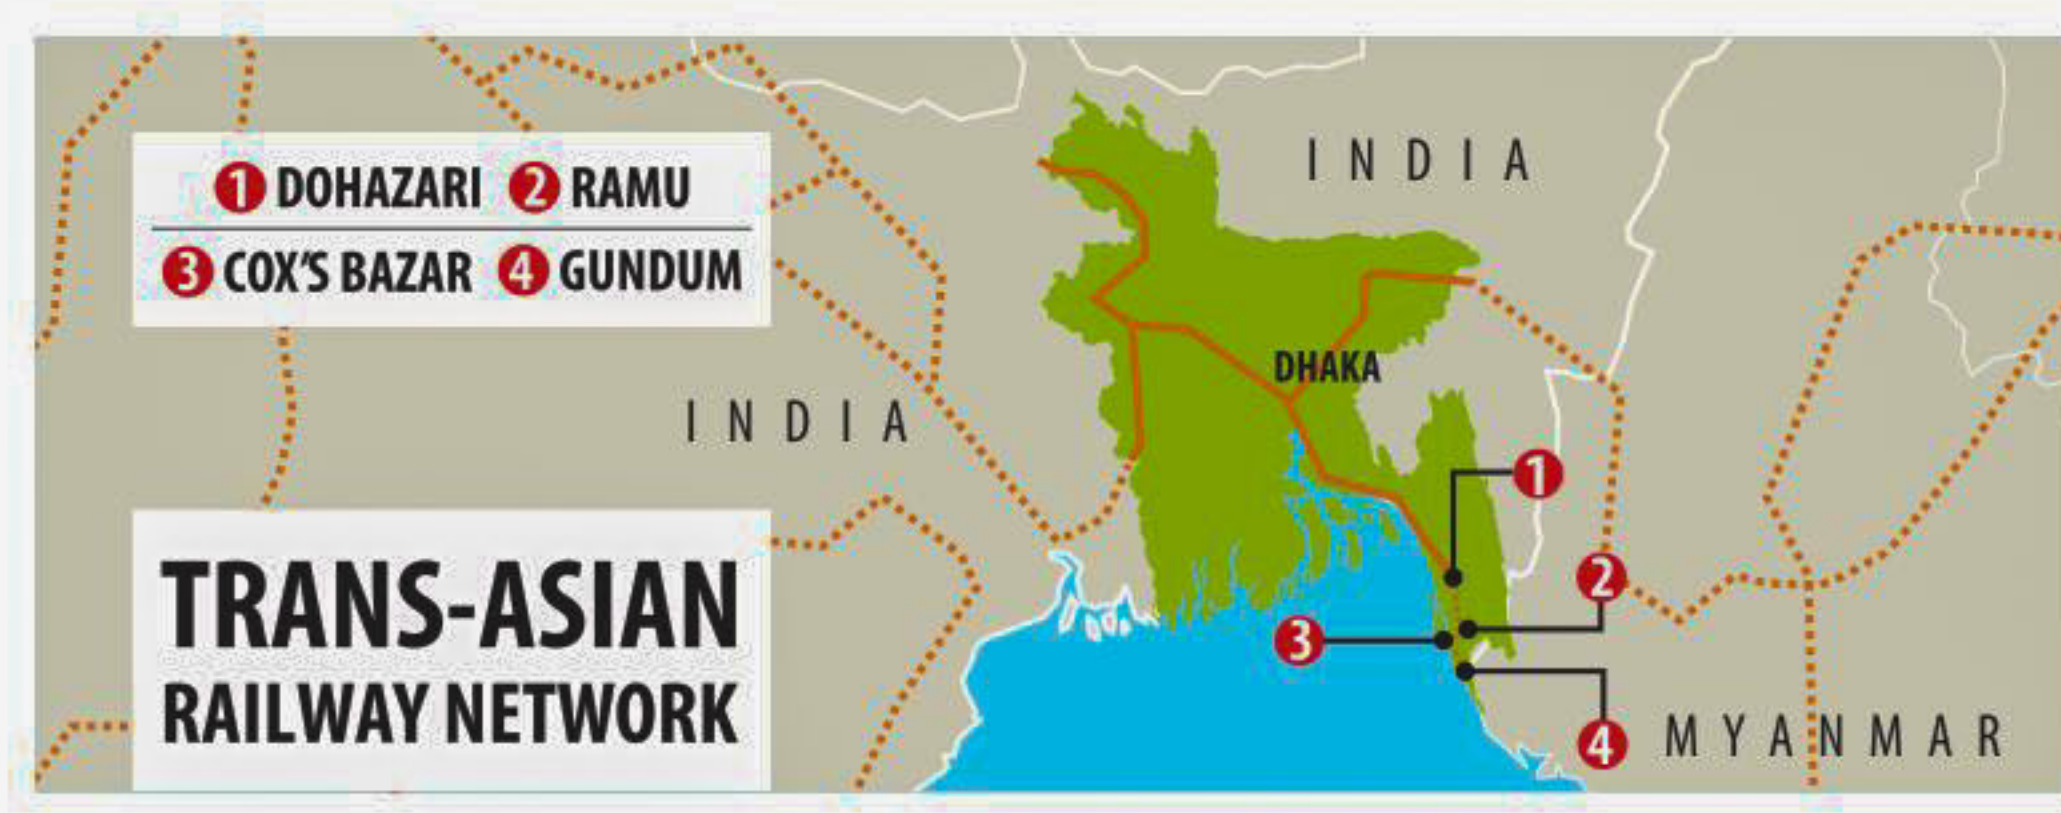 1 DOHAZARI 2 RAMU
3 COX'S BAZAR 4 GUNDUM
TRANS-ASIAN
RAILWAY NETWORK
INDIA
INDIA
DHAKA
1
2
3
4
MYANMAR